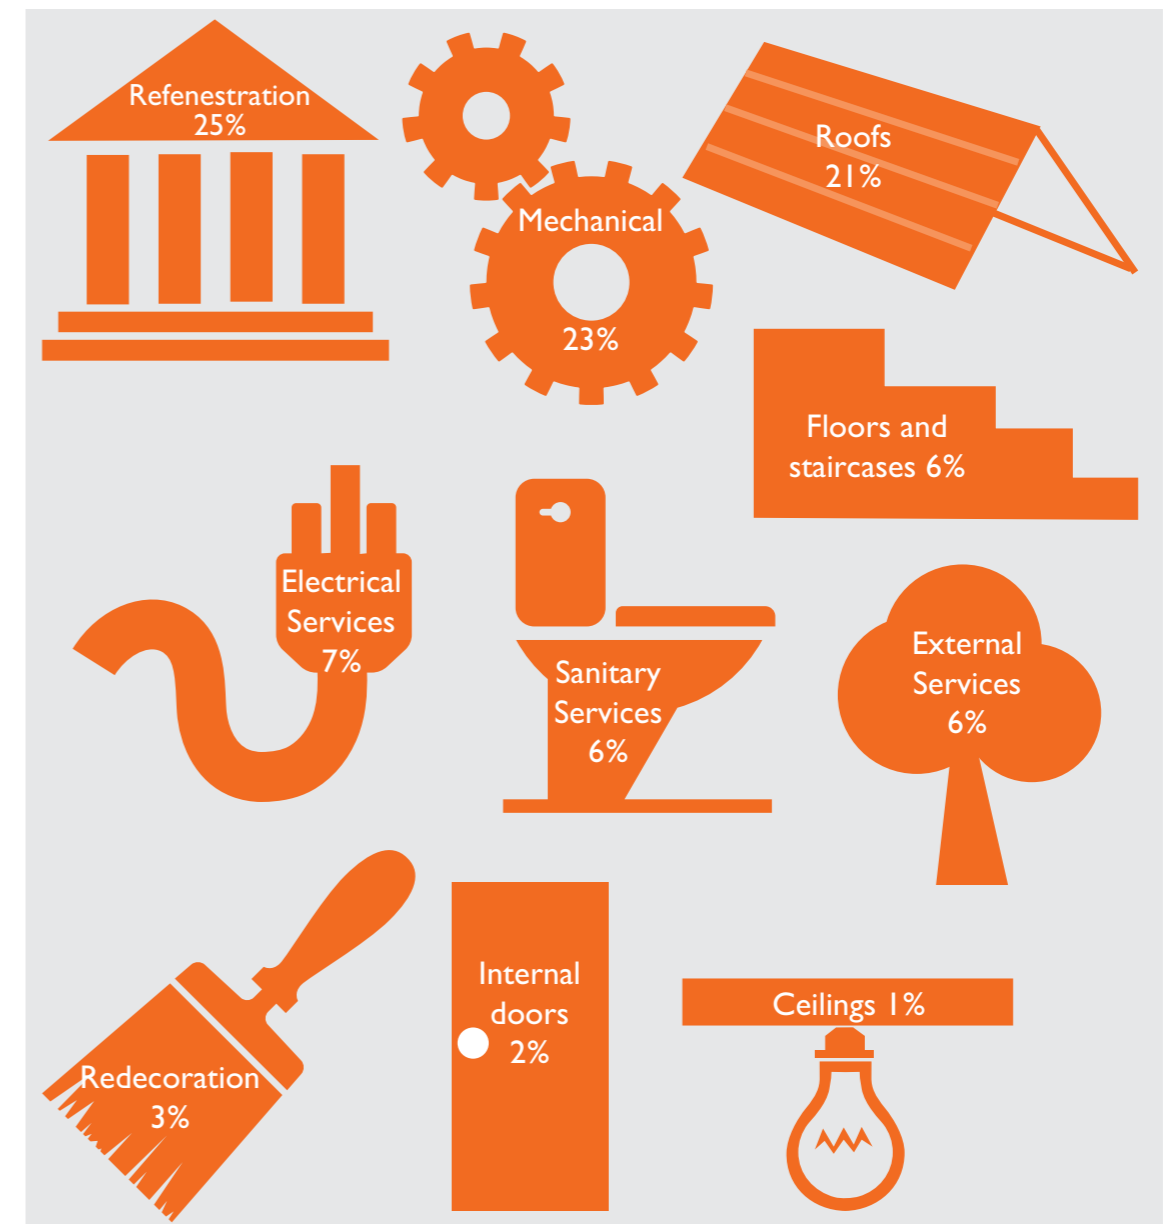 Refenestration
25%
Mechanical
23%
Roofs
21%
Floors and
staircases 6%
Electrical
Services
7%
Sanitary
Services
6%
External
Services
6%
Redecoration
3%
Internal
doors
2%
Ceilings 1%